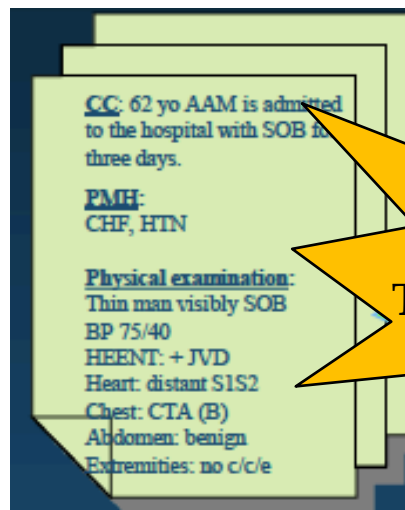 CC: 62 yo AAM is admitted
to the hospital with SOB for
three days.
PMH:
CHF, HTN
Physical examination:
Thin man visibly SOB
BP 75/40
HEENT: + JVD
Heart: distant S1S2
Chest: CTA (B)
Abdomen: benign
Extremities: no c/c/e
T